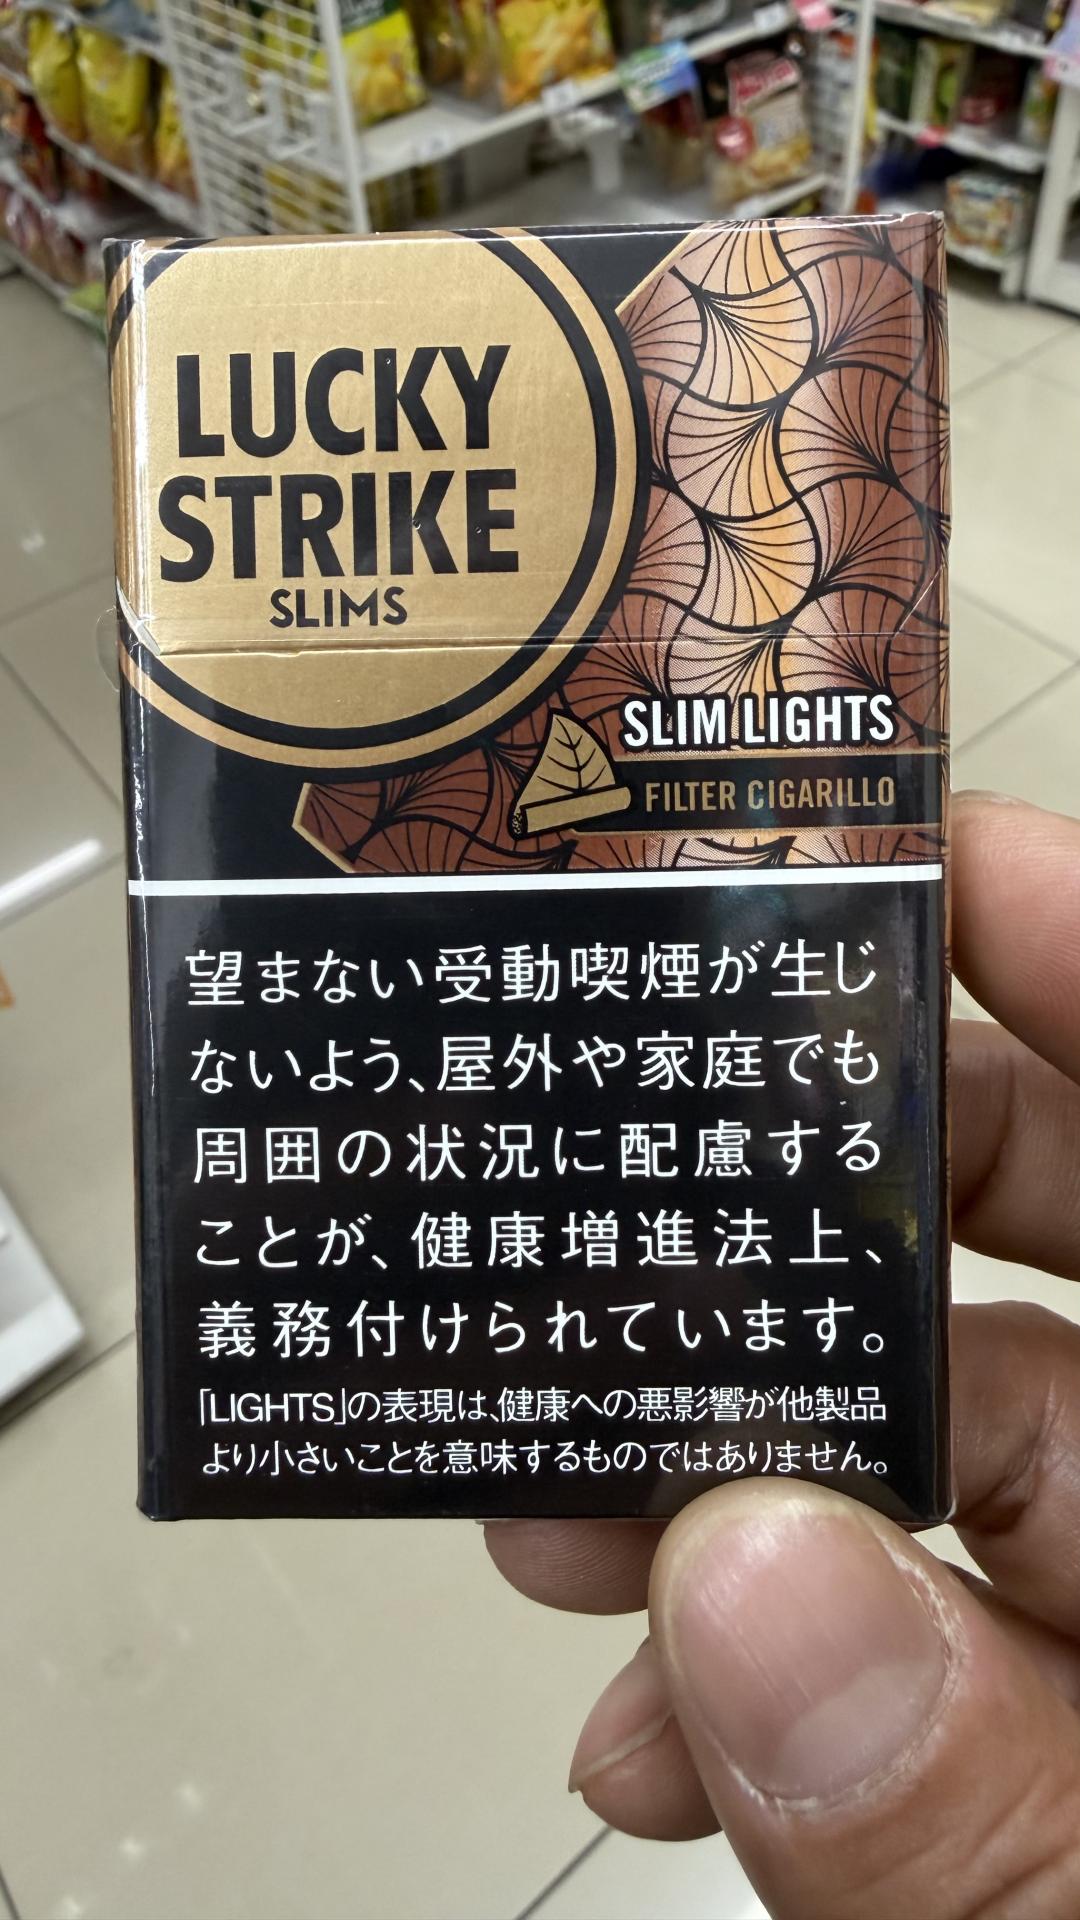 LUCKY
STRIKE
SLIMS
SLIM LIGHTS
FILTER CIGARILLO
望まない受動喫煙が生じ
ないよう、屋外や家庭でも
周囲の状況に配慮する
ことが、健康増進法上、
義務付けられています。
「LIGHTS」の表現は、健康への悪影響が他製品
より小さいことを意味するものではありません。